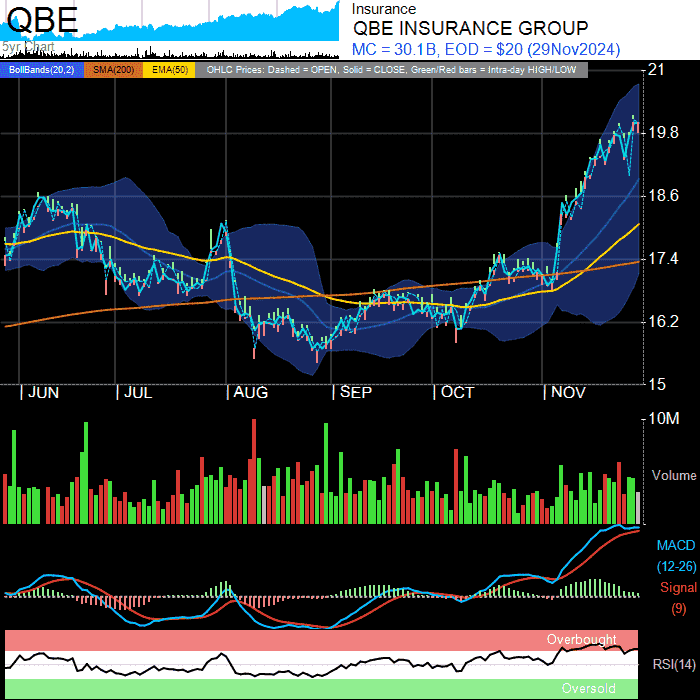 QBE
5yr Chart
Insurance
QBE INSURANCE GROUP
MC = 30.1B, EOD = $20 (29Nov2024)
BollBands(20,2) SMA(200) EMA(50) OHLC Prices: Dashed = OPEN, Solid = CLOSE, Green/Red bars = Intra-day HIGH/LOW
21
19.8
18.6
17.4
16.2
15
| JUN | JUL | AUG | SEP | OCT | NOV
10M
Volume
MACD
(12-26)
Signal
(9)
Overbought
RSI(14)
Oversold